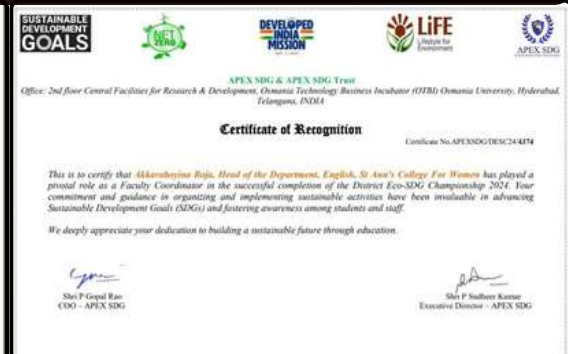 SUSTAINABLE
DEVELOPMENT
GOALS
NET
ZERO
DEVELOPED
INDIA
MISSION
LiFE
Lifestyle for
Environment
APEX SDG
APEX SDG & APEX SDG Trust
Office: 2nd floor Central Facilities for Research & Development, Osmania Technology Business Incubator (OTBI) Osmania University, Hyderabad,
Telangana, INDIA
Certificate of Recognition
Certificate No.APEXSDG/DESC24/4374
This is to certify that Akkaraboyina Roja, Head of the Department, English, St Ann's College For Women has played a
pivotal role as a Faculty Coordinator in the successful completion of the District Eco-SDG Championship 2024. Your
commitment and guidance in organizing and implementing sustainable activities have been invaluable in advancing
Sustainable Development Goals (SDGs) and fostering awareness among students and staff.
We deeply appreciate your dedication to building a sustainable future through education.
Shri P Gopal Rao
COO – APEX SDG
Shri P Sudheer Kumar
Executive Director – APEX SDG